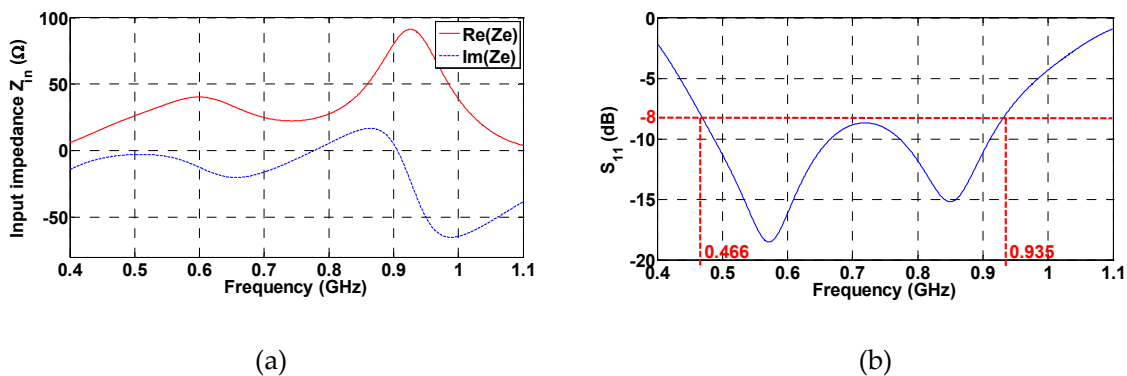 100
50
0
-50
0.4 0.5 0.6 0.7 0.8 0.9 1 1.1
Frequency (GHz)
Input impedance Z_in (Ω)
Re(Ze)
Im(Ze)
(a)
0
-5
-8
-10
-15
-20
0.466
0.935
0.4 0.5 0.6 0.7 0.8 0.9 1 1.1
Frequency (GHz)
S_11 (dB)
(b)